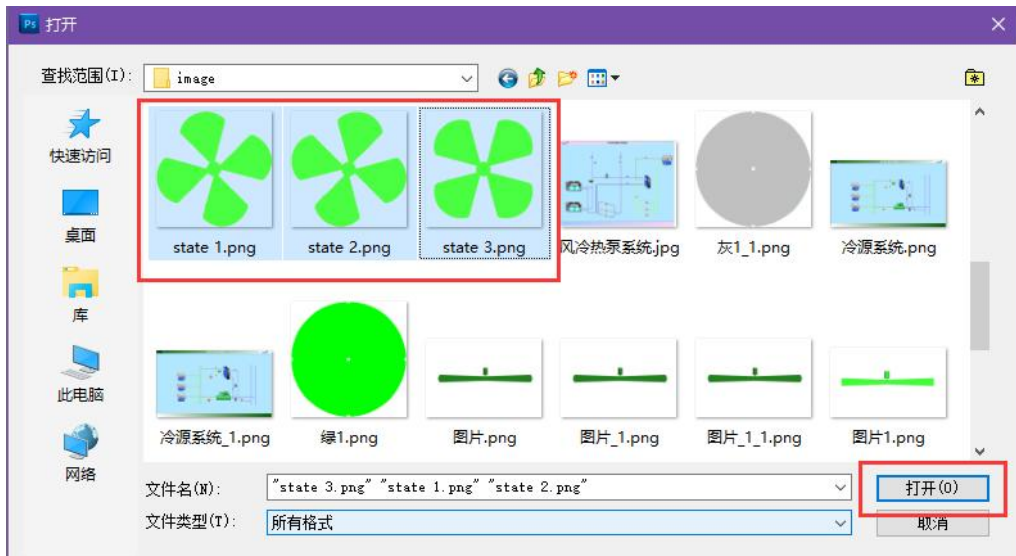 Ps 打开
查找范围(I): image
快速访问
桌面
库
此电脑
网络
state 1.png state 2.png state 3.png 风冷热泵系统.jpg 灰1_1.png 冷源系统.png
冷源系统_1.png 绿1.png 图片.png 图片_1.png 图片_1_1.png 图片1.png
文件名(N): "state 3.png" "state 1.png" "state 2.png" 打开(O)
文件类型(T): 所有格式 取消